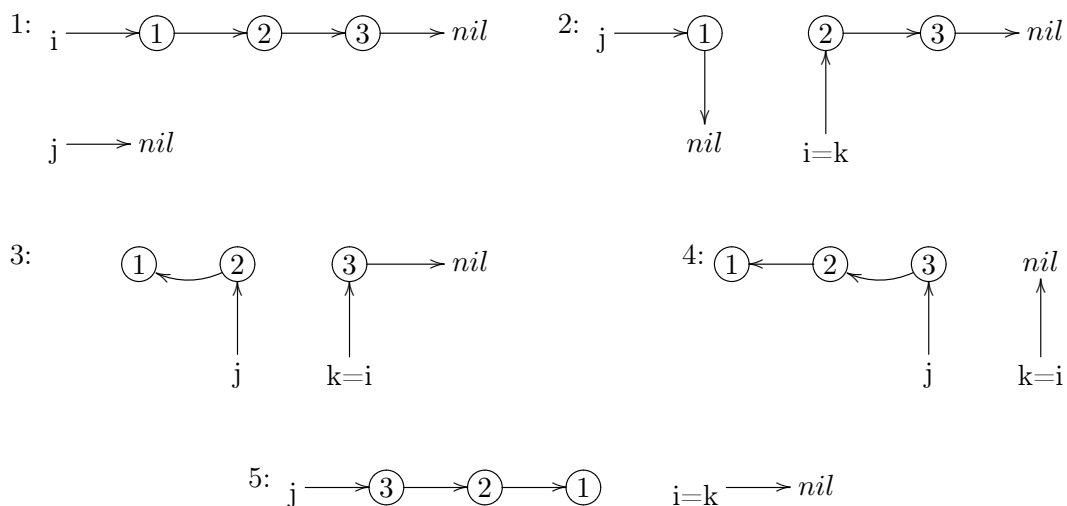 1: i 1 2 3 nil
j nil
2: j 1 2 3 nil
nil i=k
3: 1 2 3 nil
j k=i
4: 1 2 3 nil
j k=i
5: j 3 2 1 i=k nil